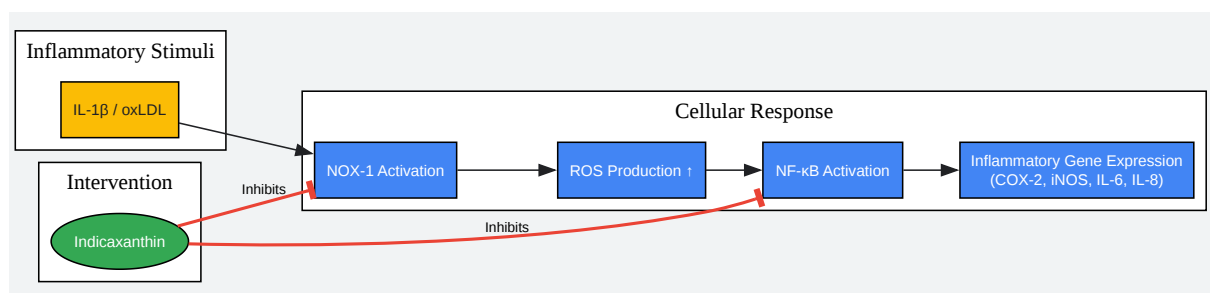 Inflammatory Stimuli
IL-1β / oxLDL
Cellular Response
NOX-1 Activation
ROS Production ↑
NF-κB Activation
Inflammatory Gene Expression
(COX-2, iNOS, IL-6, IL-8)
Intervention
Indicaxanthin
Inhibits
Inhibits